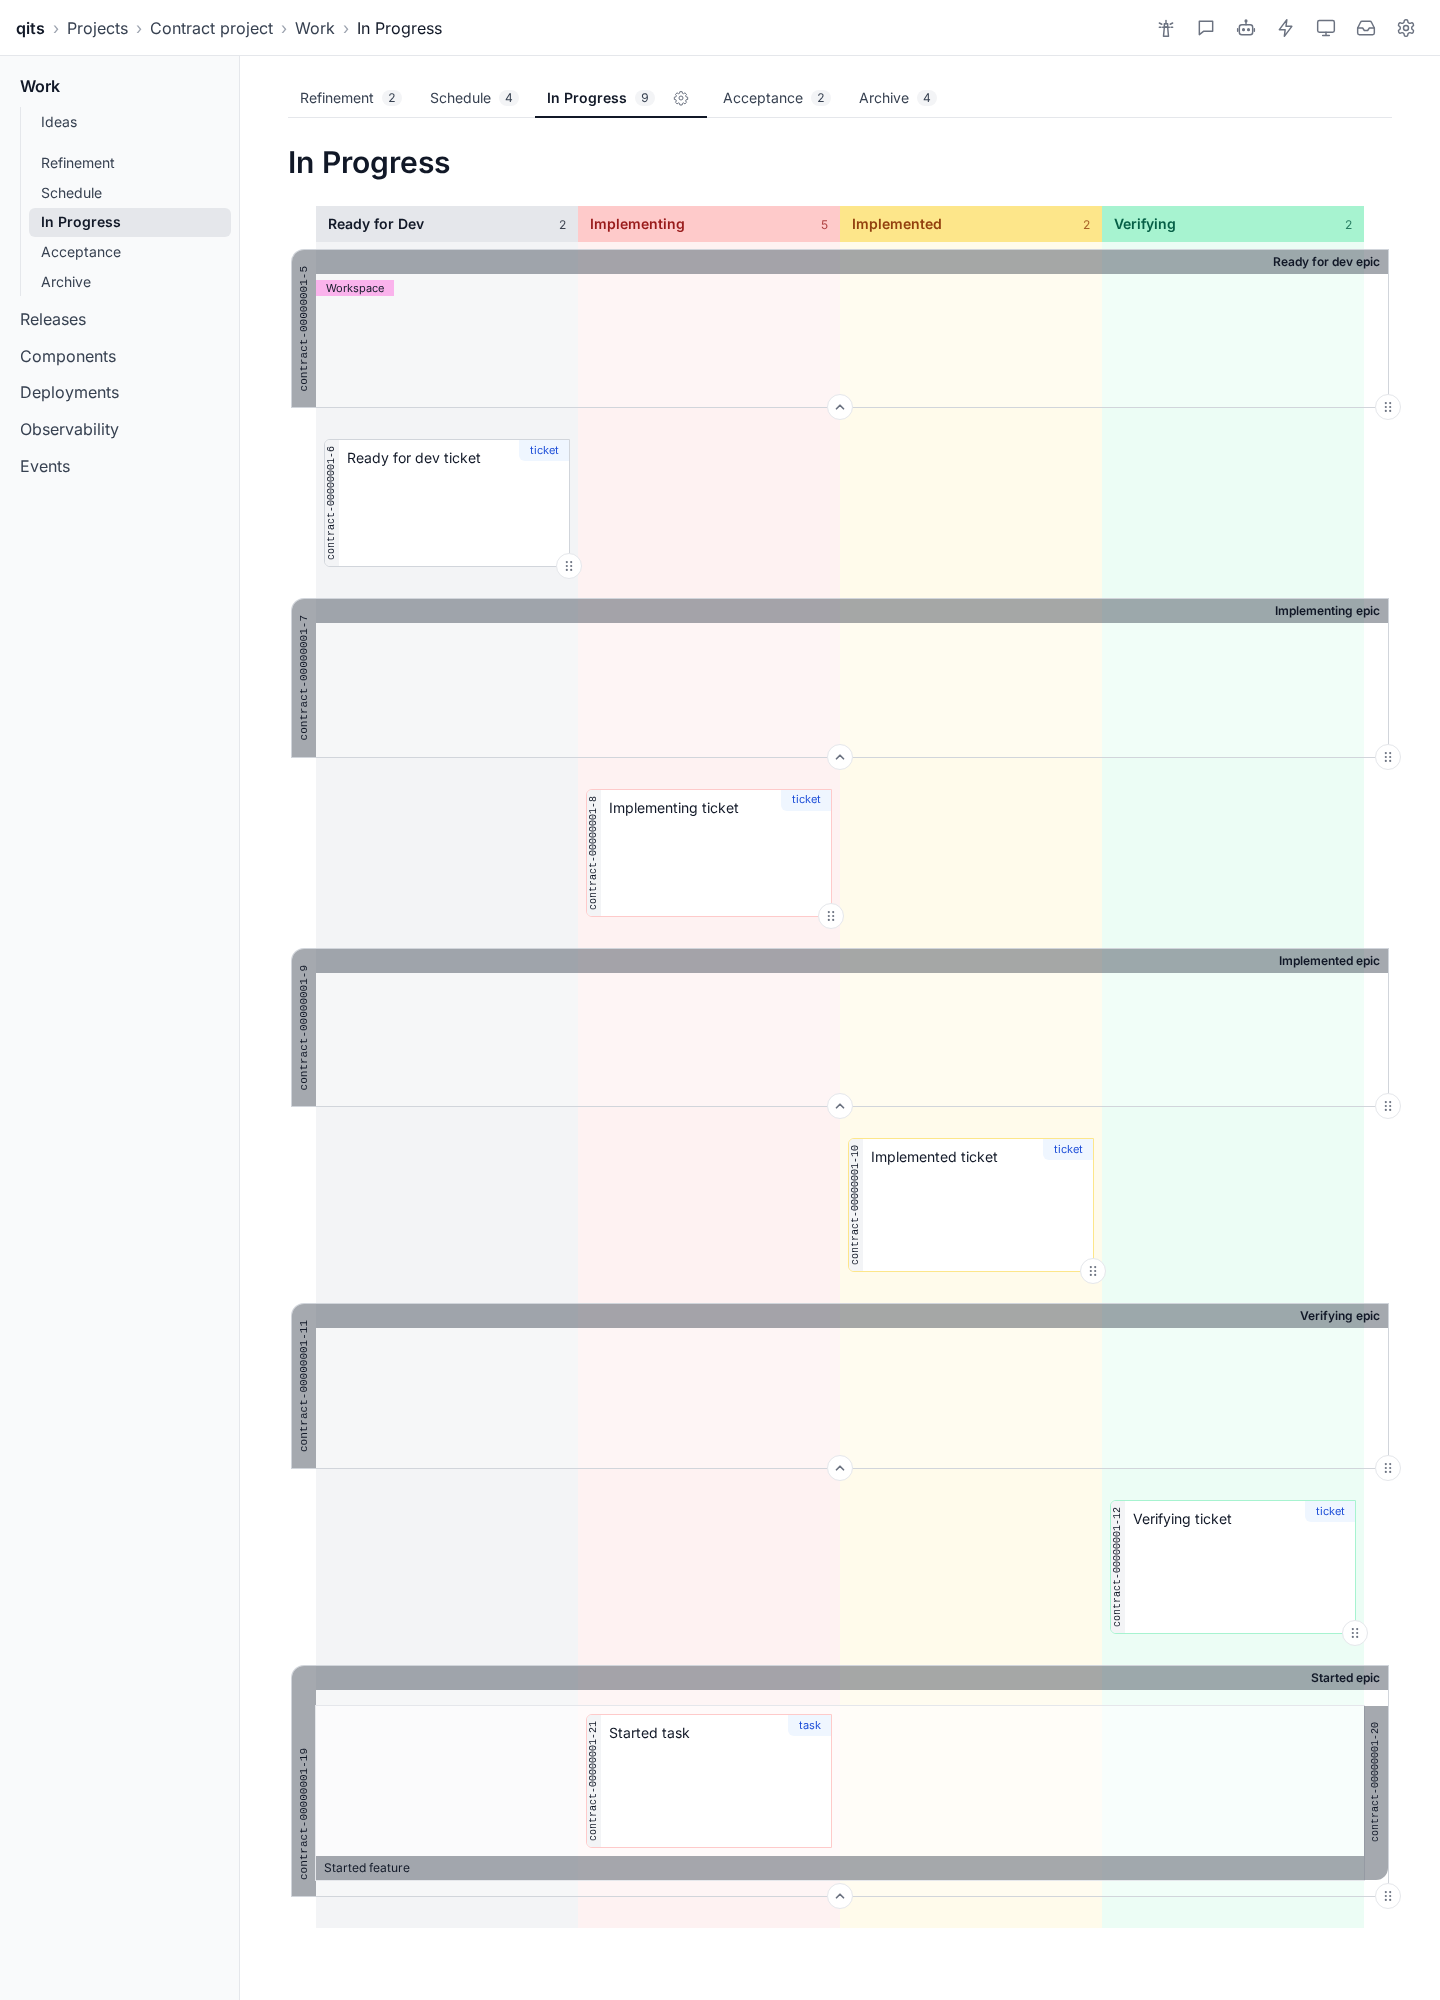 qits › Projects › Contract project › Work › In Progress
Work
Ideas
Refinement
Schedule
In Progress
Acceptance
Archive
Releases
Components
Deployments
Observability
Events
Refinement 2 Schedule 4 In Progress 9 Acceptance 2 Archive 4
In Progress
Ready for Dev 2 Implementing 5 Implemented 2 Verifying 2
Ready for dev epic
contract-00000001-5
Workspace
contract-00000001-6
Ready for dev ticket
ticket
Implementing epic
contract-00000001-7
contract-00000001-8
Implementing ticket
ticket
Implemented epic
contract-00000001-9
contract-00000001-10
Implemented ticket
ticket
Verifying epic
contract-00000001-11
contract-00000001-12
Verifying ticket
ticket
Started epic
contract-00000001-19
contract-00000001-21
Started task
task
contract-00000001-20
Started feature